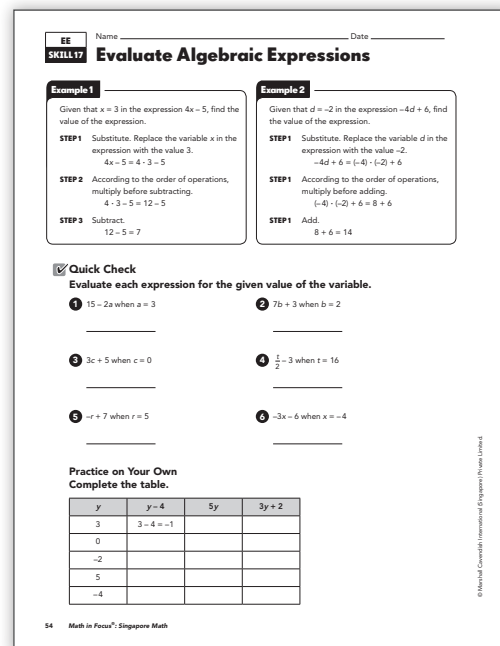 EE
SKILL17
Name Date
Evaluate Algebraic Expressions
Example 1
Given that x = 3 in the expression 4x – 5, find the
value of the expression.
STEP 1 Substitute. Replace the variable x in the
expression with the value 3.
4x – 5 = 4 · 3 – 5
STEP 2 According to the order of operations,
multiply before subtracting.
4 · 3 – 5 = 12 – 5
STEP 3 Subtract.
12 – 5 = 7
Example 2
Given that d = –2 in the expression –4d + 6, find
the value of the expression.
STEP 1 Substitute. Replace the variable d in the
expression with the value –2.
–4d + 6 = (–4) · (–2) + 6
STEP 1 According to the order of operations,
multiply before adding.
(–4) · (–2) + 6 = 8 + 6
STEP 1 Add.
8 + 6 = 14
Quick Check
Evaluate each expression for the given value of the variable.
1 15 – 2a when a = 3
2 7b + 3 when b = 2
3 3c + 5 when c = 0
4 t/2 – 3 when t = 16
5 –r + 7 when r = 5
6 –3x – 6 when x = –4
Practice on Your Own
Complete the table.
y y – 4 5y 3y + 2
3 3 – 4 = –1
0
–2
5
–4
54 Math in Focus®: Singapore Math
© Marshall Cavendish International (Singapore) Private Limited.